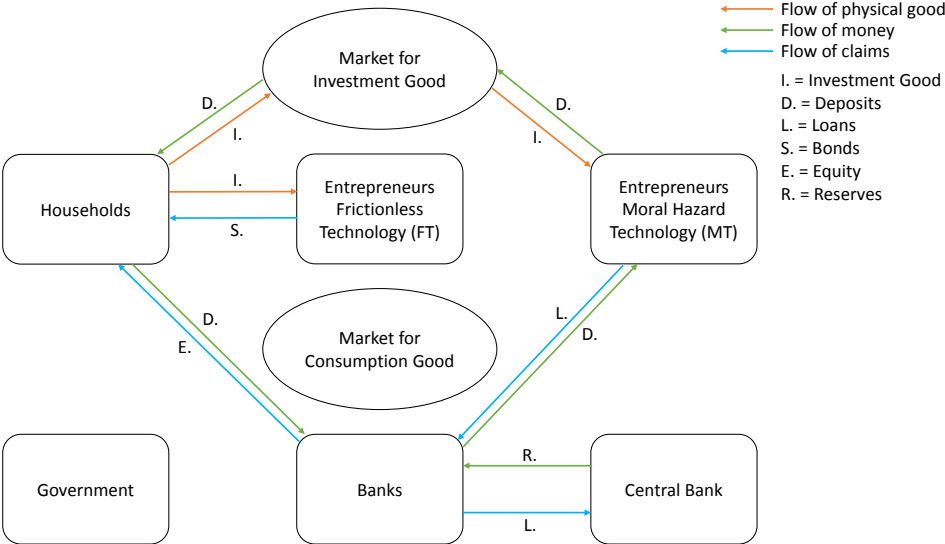 Flow of physical good
Flow of money
Flow of claims
I. = Investment Good
D. = Deposits
L. = Loans
S. = Bonds
E. = Equity
R. = Reserves
Market for
Investment Good
D.
I.
D.
I.
Households
I.
S.
Entrepreneurs
Frictionless
Technology (FT)
Entrepreneurs
Moral Hazard
Technology (MT)
D.
E.
Market for
Consumption Good
L.
D.
Government
Banks
R.
L.
Central Bank